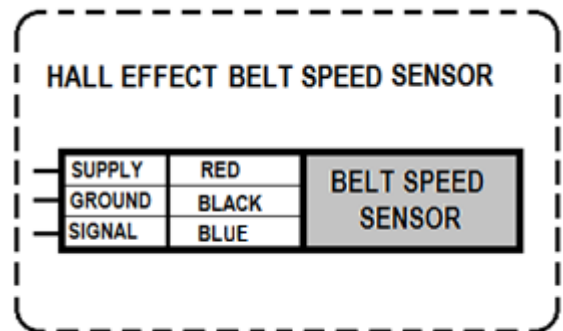 HALL EFFECT BELT SPEED SENSOR
SUPPLY RED
GROUND BLACK
SIGNAL BLUE
BELT SPEED
SENSOR